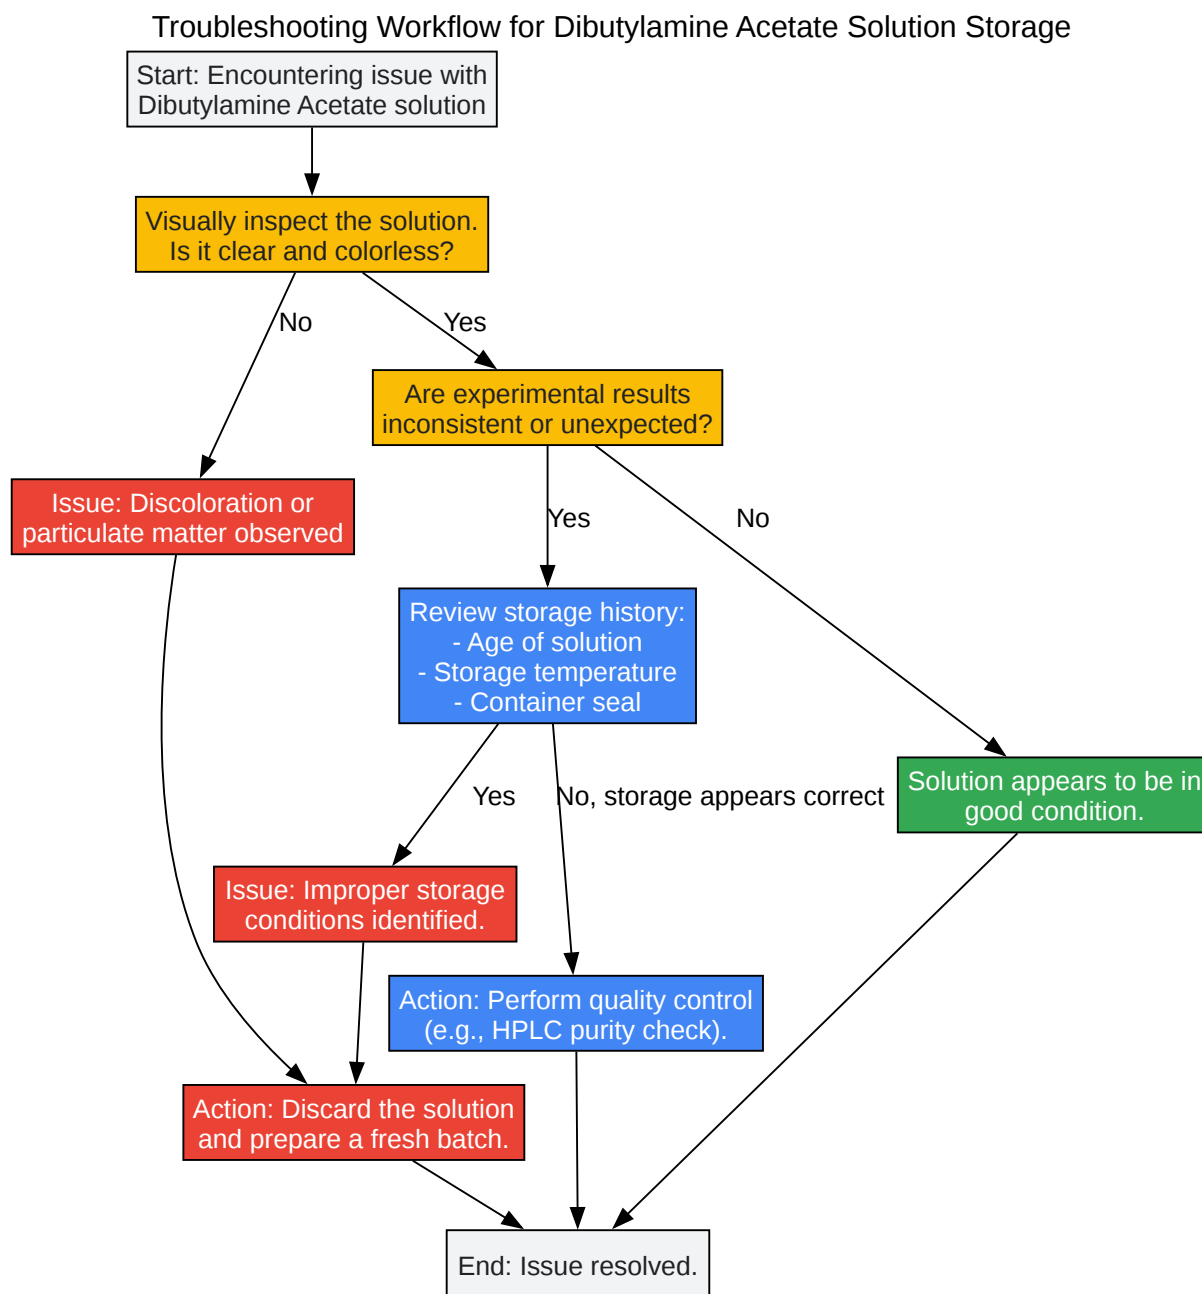 Troubleshooting Workflow for Dibutylamine Acetate Solution Storage
Start: Encountering issue with
Dibutylamine Acetate solution
Visually inspect the solution.
Is it clear and colorless?
No
Yes
Are experimental results
inconsistent or unexpected?
Issue: Discoloration or
particulate matter observed
Yes
No
Review storage history:
- Age of solution
- Storage temperature
- Container seal
Solution appears to be in
good condition.
Yes
No, storage appears correct
Issue: Improper storage
conditions identified.
Action: Perform quality control
(e.g., HPLC purity check).
Action: Discard the solution
and prepare a fresh batch.
End: Issue resolved.